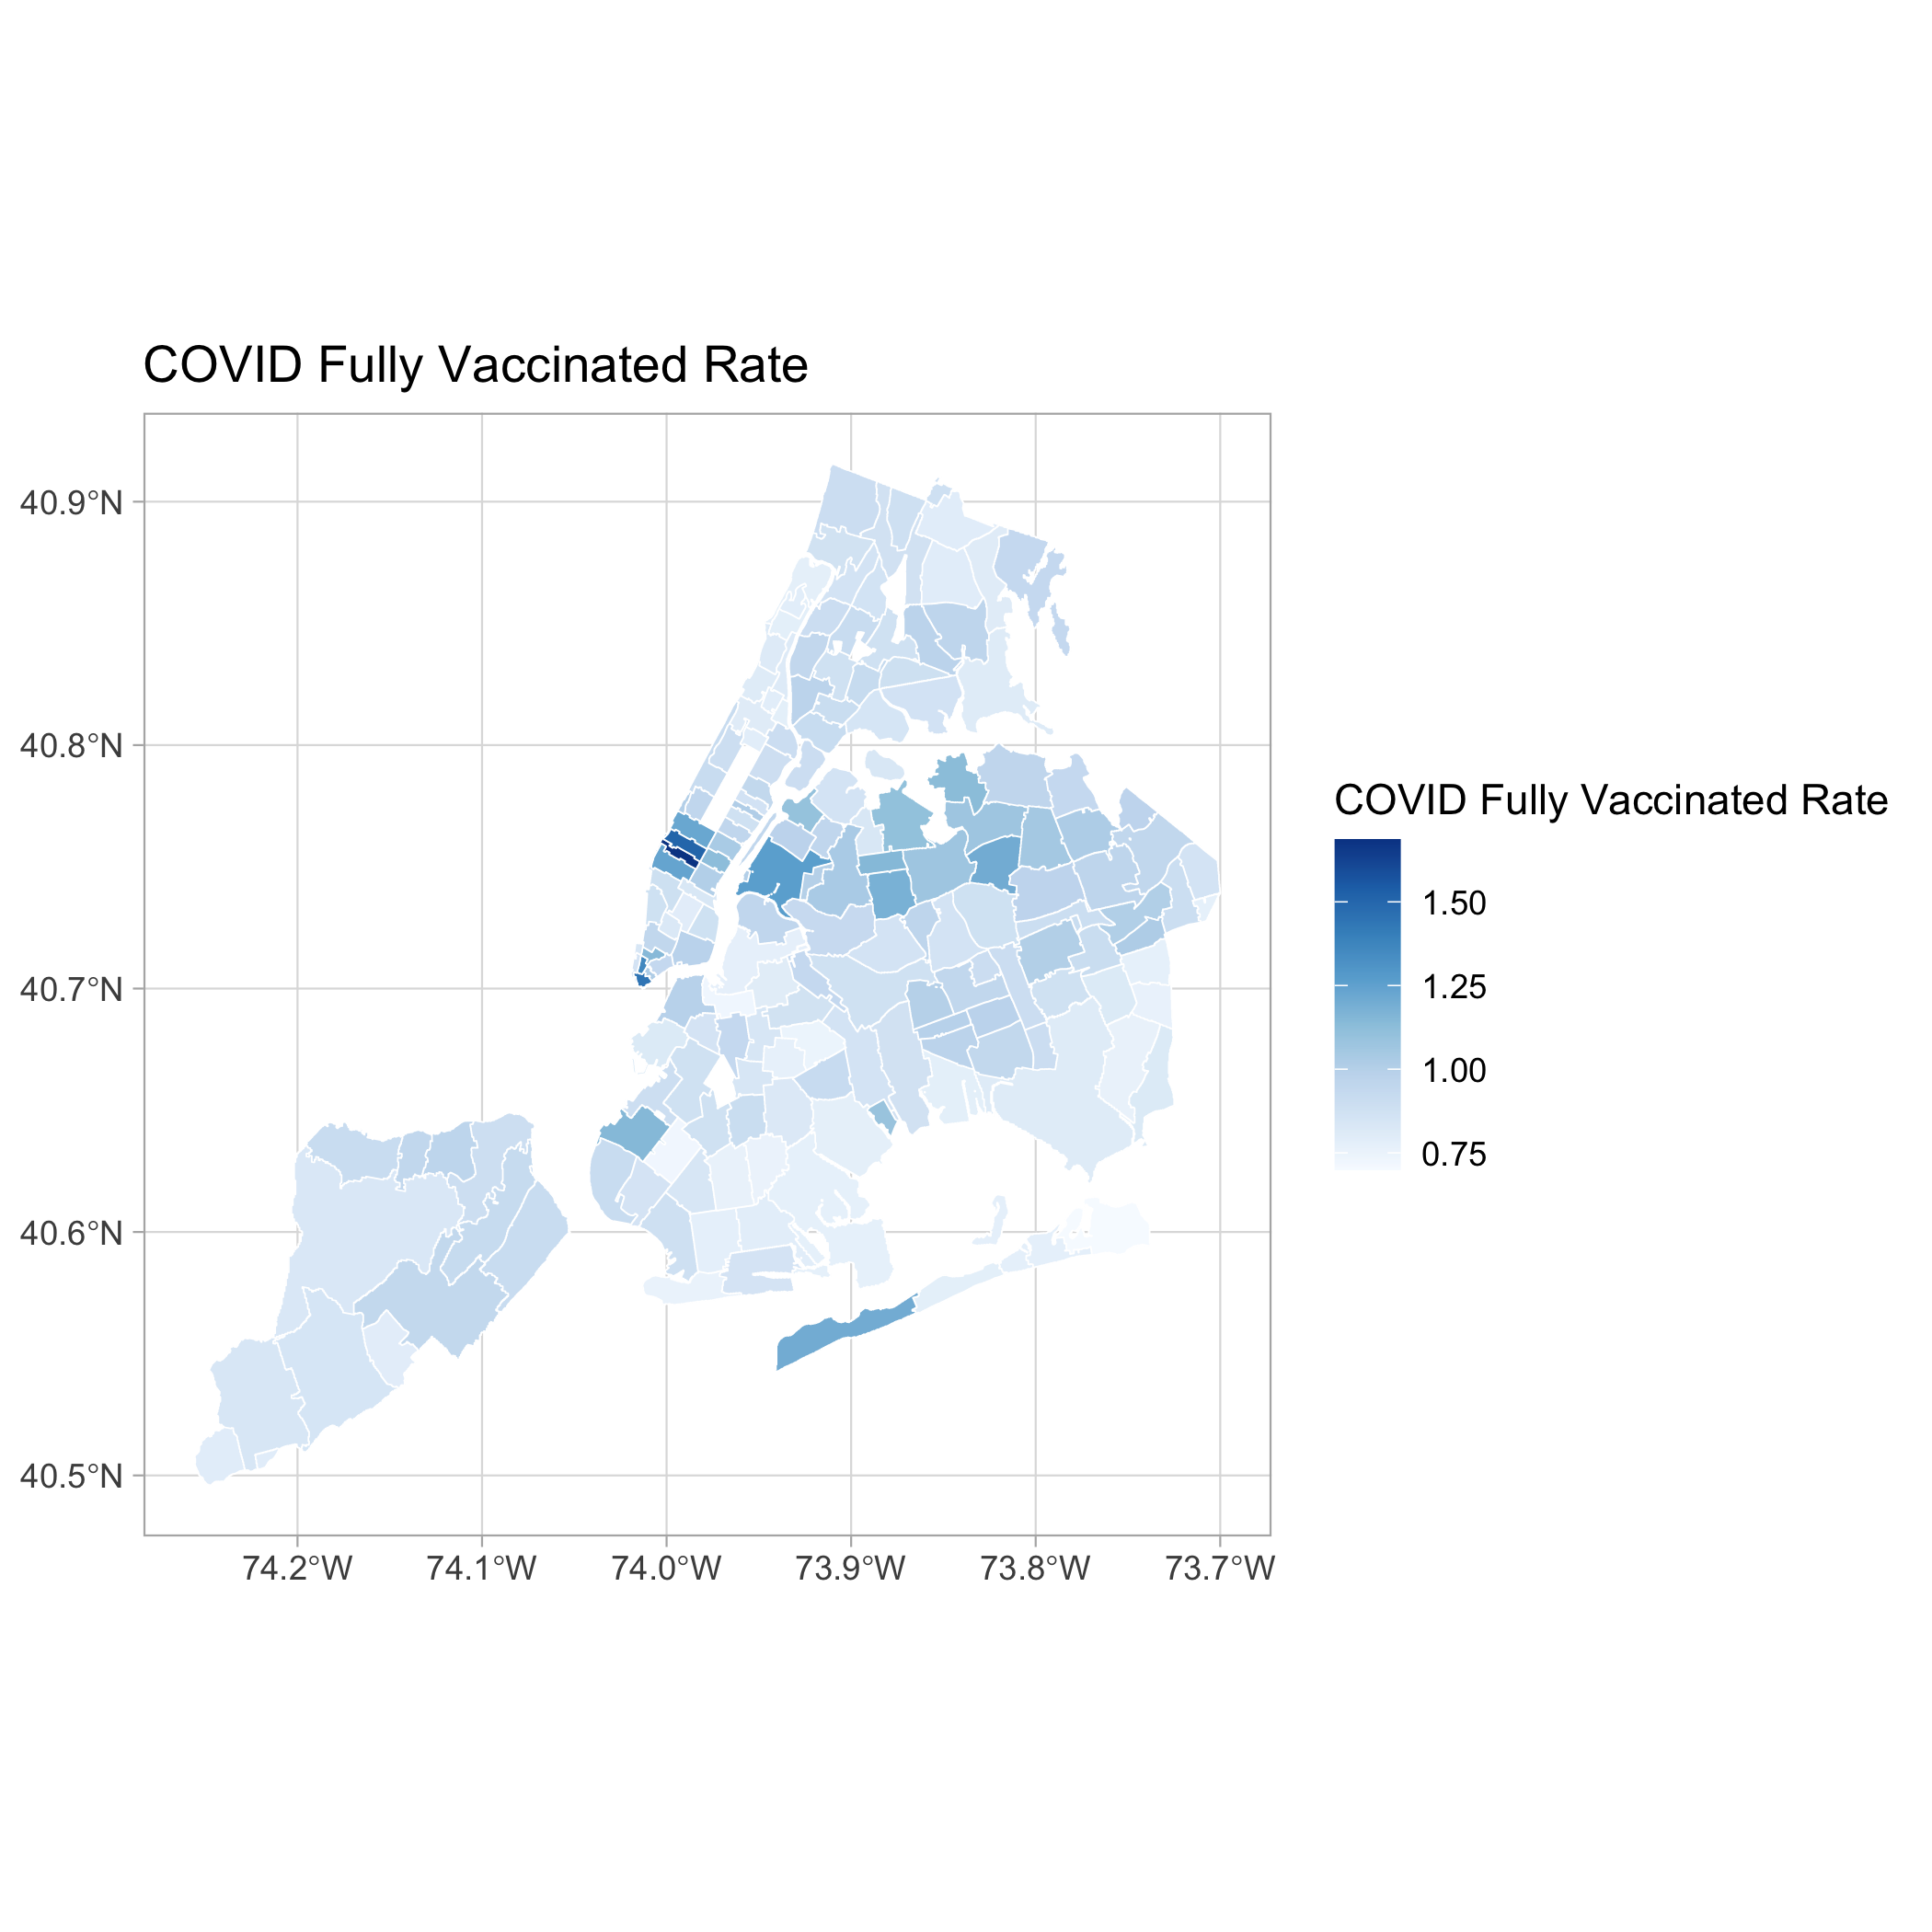 COVID Fully Vaccinated Rate
40.9°N
40.8°N
40.7°N
40.6°N
40.5°N
74.2°W
74.1°W
74.0°W
73.9°W
73.8°W
73.7°W
COVID Fully Vaccinated Rate
1.50
1.25
1.00
0.75